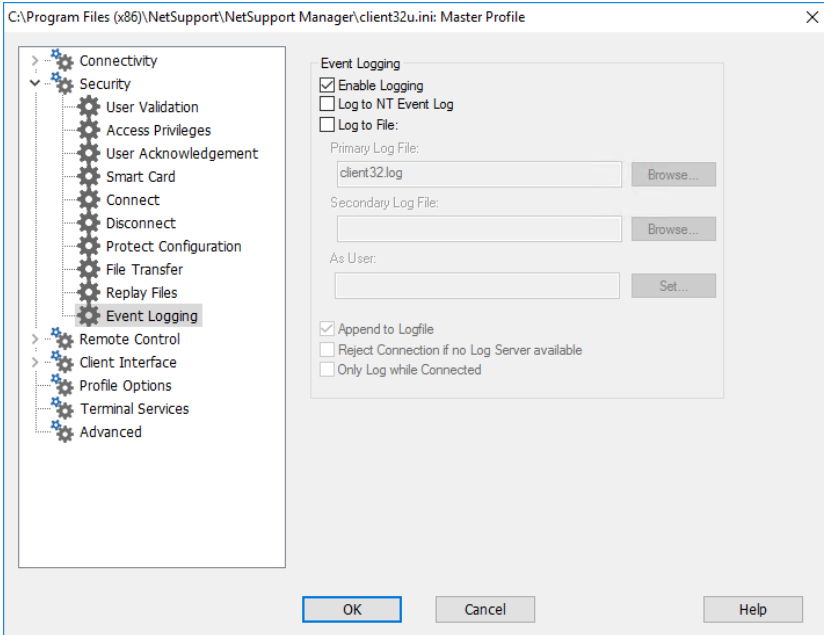 C:\Program Files (x86)\NetSupport\NetSupport Manager\client32u.ini: Master Profile
Connectivity
Security
User Validation
Access Privileges
User Acknowledgement
Smart Card
Connect
Disconnect
Protect Configuration
File Transfer
Replay Files
Event Logging
Remote Control
Client Interface
Profile Options
Terminal Services
Advanced
Event Logging
Enable Logging
Log to NT Event Log
Log to File:
Primary Log File:
client32.log
Browse...
Secondary Log File:
Browse...
As User:
Set...
Append to Logfile
Reject Connection if no Log Server available
Only Log while Connected
OK
Cancel
Help